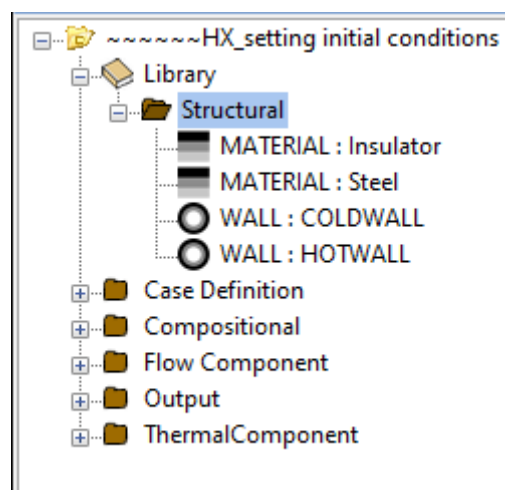 ~~~~~~HX_setting initial conditions
Library
Structural
MATERIAL : Insulator
MATERIAL : Steel
WALL : COLDWALL
WALL : HOTWALL
Case Definition
Compositional
Flow Component
Output
ThermalComponent